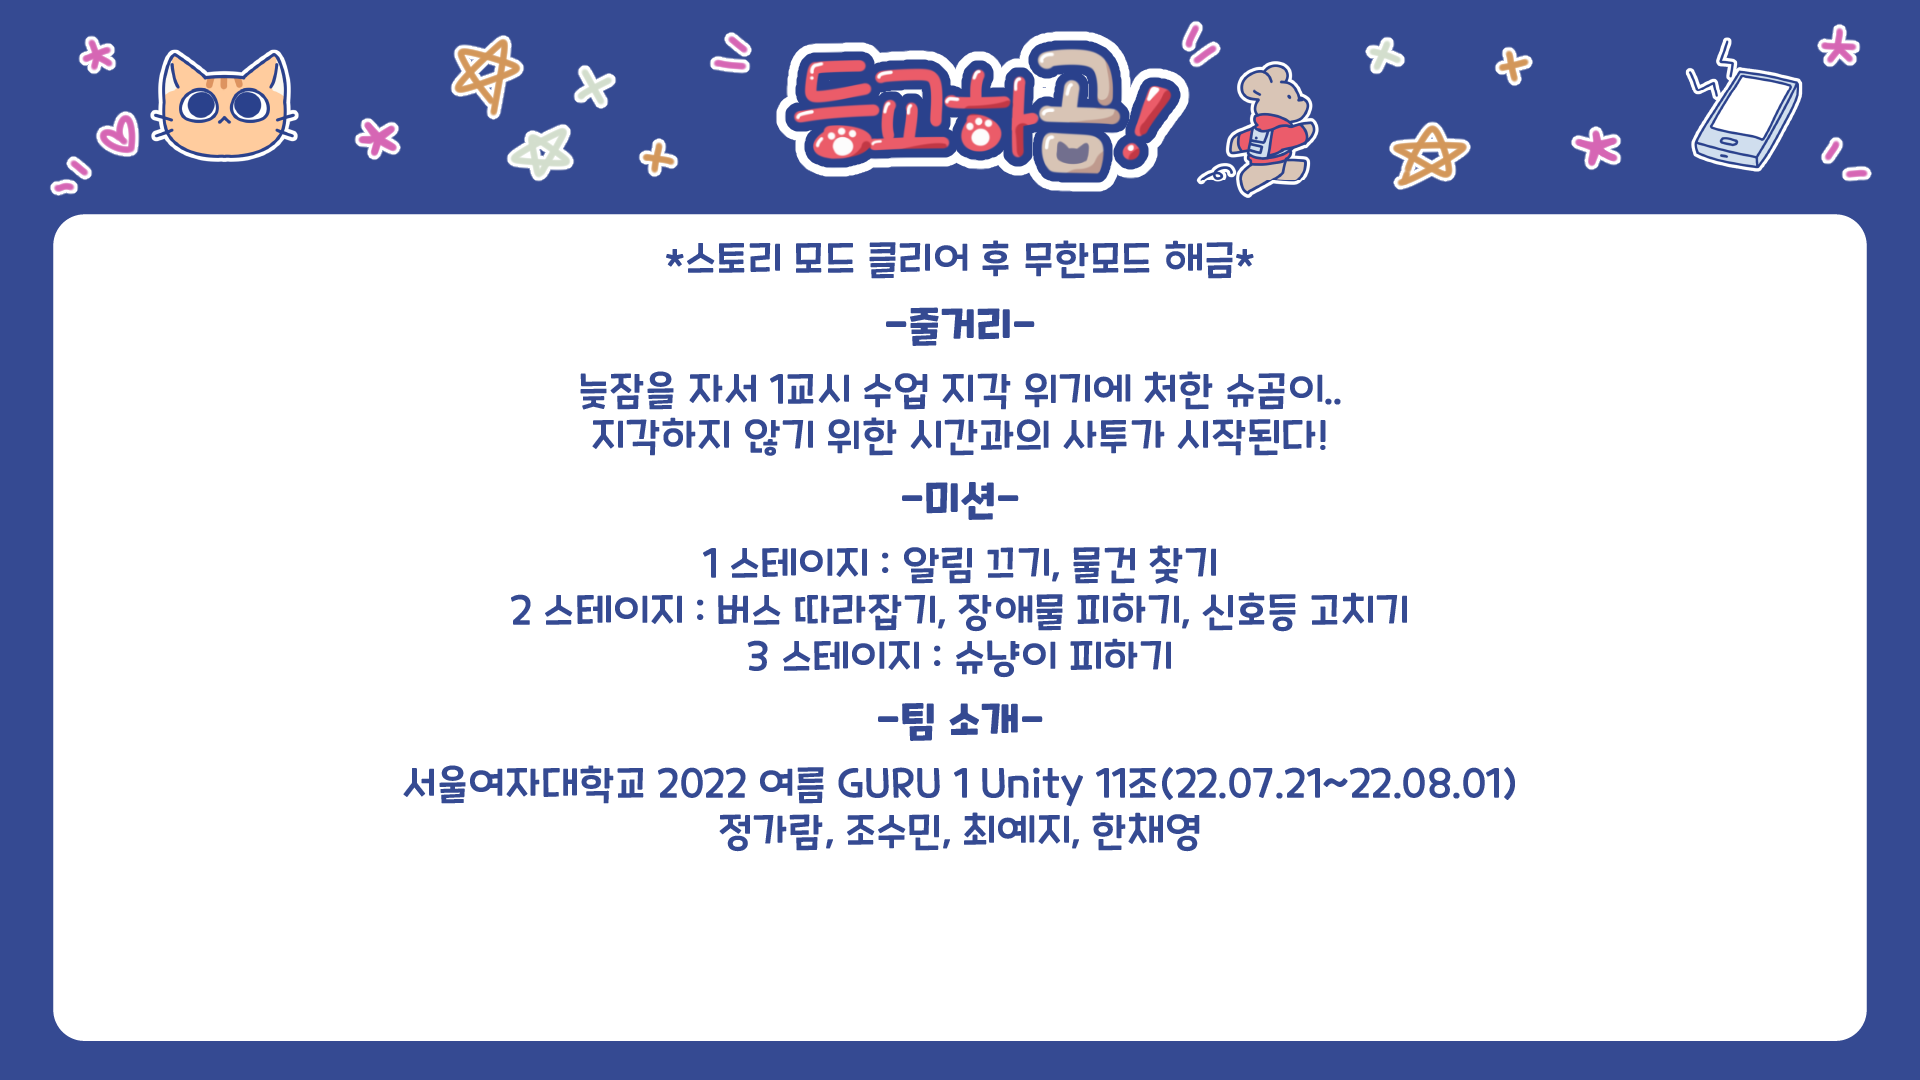 등교하곰!
*스토리 모드 클리어 후 무한모드 해금*
-줄거리-
늦잠을 자서 1교시 수업 지각 위기에 처한 슈곰이..
지각하지 않기 위한 시간과의 사투가 시작된다!
-미션-
1 스테이지 : 알림 끄기, 물건 찾기
2 스테이지 : 버스 따라잡기, 장애물 피하기, 신호등 고치기
3 스테이지 : 슈냥이 피하기
-팀 소개-
서울여자대학교 2022 여름 GURU 1 Unity 11조(22.07.21~22.08.01)
정가람, 조수민, 최예지, 한채영